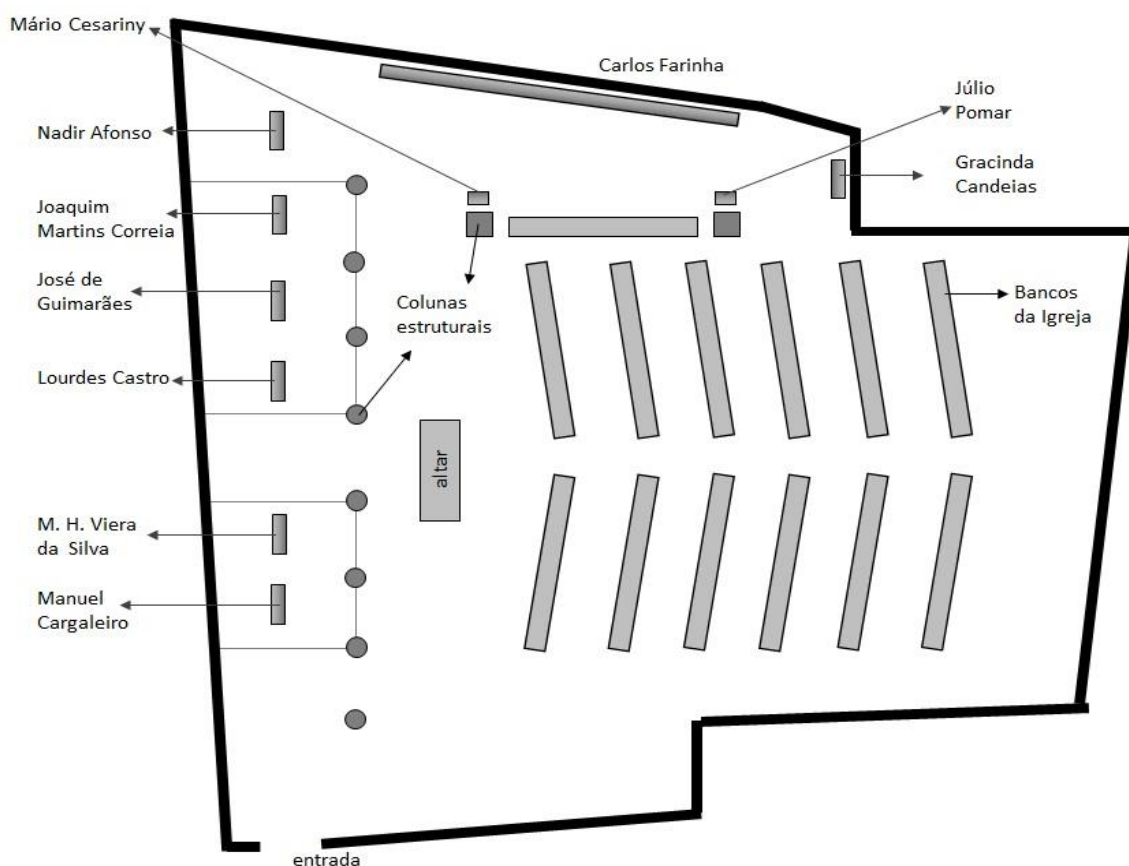 Mário Cesariny
Carlos Farinha
Júlio
Pomar
Nadir Afonso
Gracinda
Candeias
Joaquim
Martins Correia
José de
Guimarães
Colunas
estruturais
Bancos
da Igreja
Lourdes Castro
altar
M. H. Viera
da Silva
Manuel
Cargaleiro
entrada